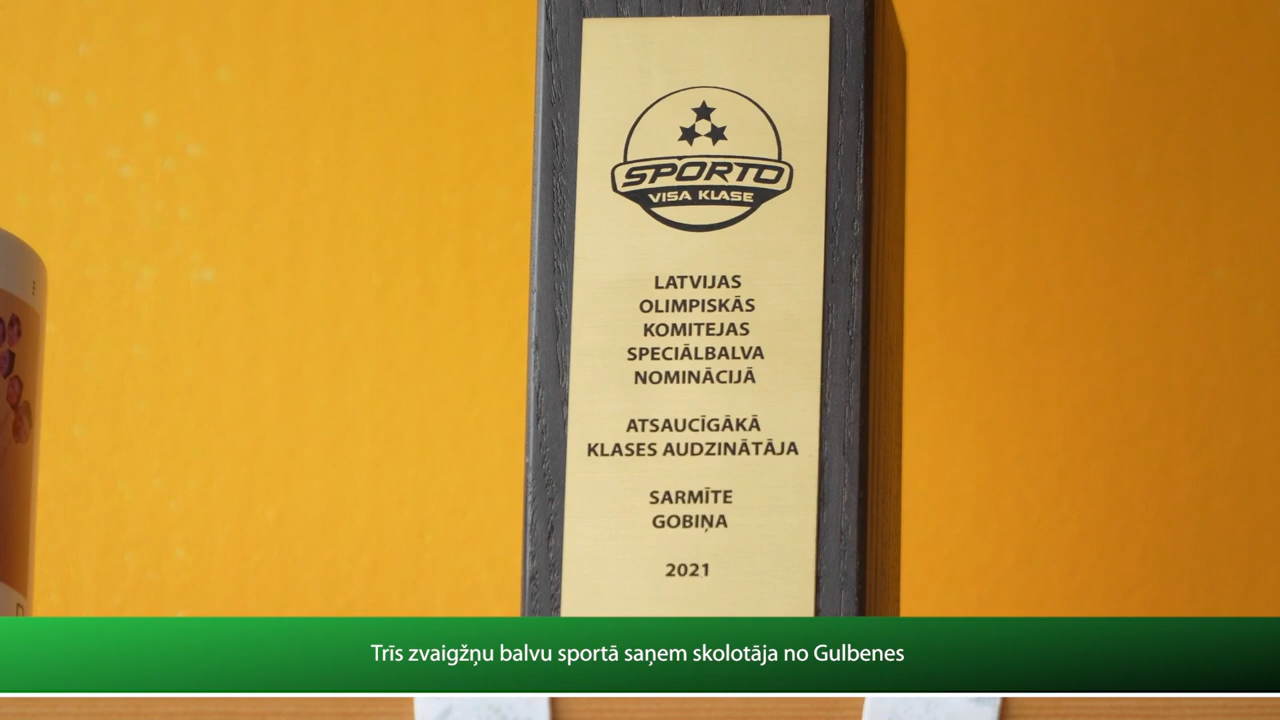 SPORTO
VISA KLASE
LATVIJAS
OLIMPISKĀS
KOMITEJAS
SPECIĀLBALVA
NOMINĀCIJĀ
ATSAUCĪGĀKĀ
KLASES AUDZINĀTĀJA
SARMĪTE
GOBIŅA
2021
Trīs zvaigžņu balvu sportā saņem skolotāja no Gulbenes